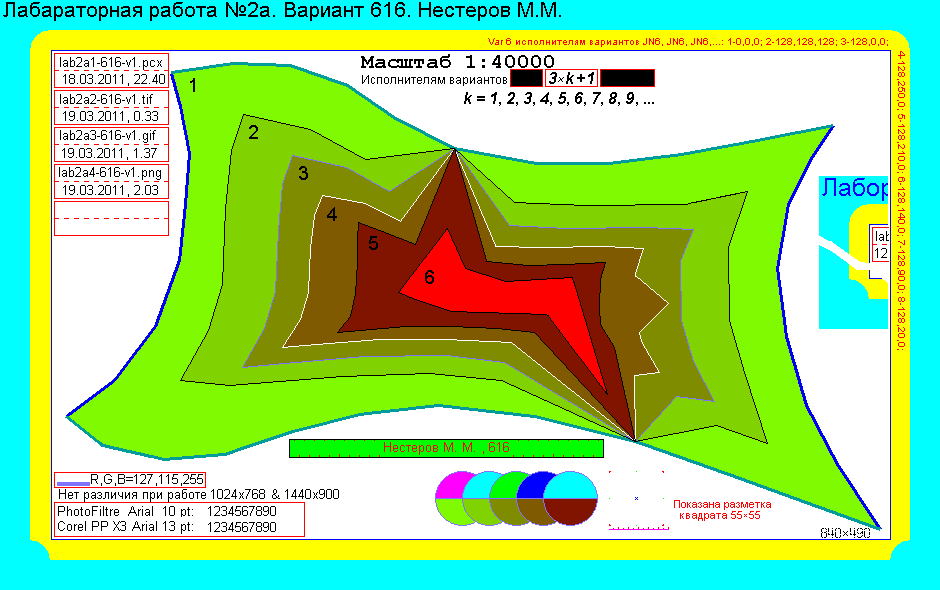 Лабараторная работа №2а. Вариант 616. Нестеров М.М.
Var6 исполнителям вариантов JN6, JN6, JN6,...: 1-0,0,0; 2-128,128,128; 3-128,0,0;
4-128,250,0; 5-128,210,0; 6-128,140,0; 7-128,90,0; 8-128,20,0;
lab2a1-616-v1.pcx
18.03.2011, 22.40
lab2a2-616-v1.tif
19.03.2011, 0.33
lab2a3-616-v1.gif
19.03.2011, 1.37
lab2a4-616-v1.png
19.03.2011, 2.03
Масштаб 1:40000
Исполнителям вариантов 3×k+1
k = 1, 2, 3, 4, 5, 6, 7, 8, 9, ...
1
2
3
4
5
6
Лабор
lab
12
Нестеров М. М. , 616
R,G,B=127,115,255
Нет различия при работе 1024x768 & 1440x900
PhotoFiltre Arial 10 pt: 1234567890
Corel PP X3 Arial 13 pt: 1234567890
Показана разметка
квадрата 55×55
640×490